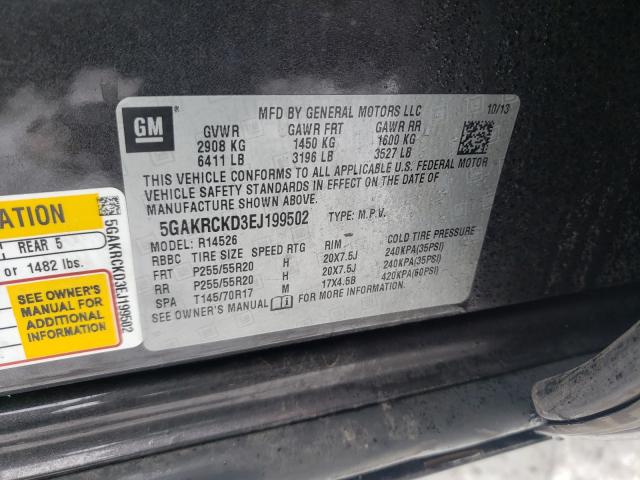 MFD BY GENERAL MOTORS LLC 10/13
GM
GVWR GAWR FRT GAWR RR
2908 KG 1450 KG 1600 KG
6411 LB 3196 LB 3527 LB
THIS VEHICLE CONFORMS TO ALL APPLICABLE U.S. FEDERAL MOTOR
VEHICLE SAFETY STANDARDS IN EFFECT ON THE DATE OF
MANUFACTURE SHOWN ABOVE.
5GAKRCKD3EJ199502 TYPE: M.P.V.
MODEL: R14526
RBBC TIRE SIZE SPEED RTG RIM COLD TIRE PRESSURE
FRT P255/55R20 H 20X7.5J 240KPA(35PSI)
RR P255/55R20 H 20X7.5J 240KPA(35PSI)
SPA T145/70R17 M 17X4.5B 420KPA(60PSI)
SEE OWNER'S MANUAL
REAR 5
or 1482 lbs.
SEE OWNER'S
MANUAL FOR
ADDITIONAL
INFORMATION
5GAKRCKD3EJ199502